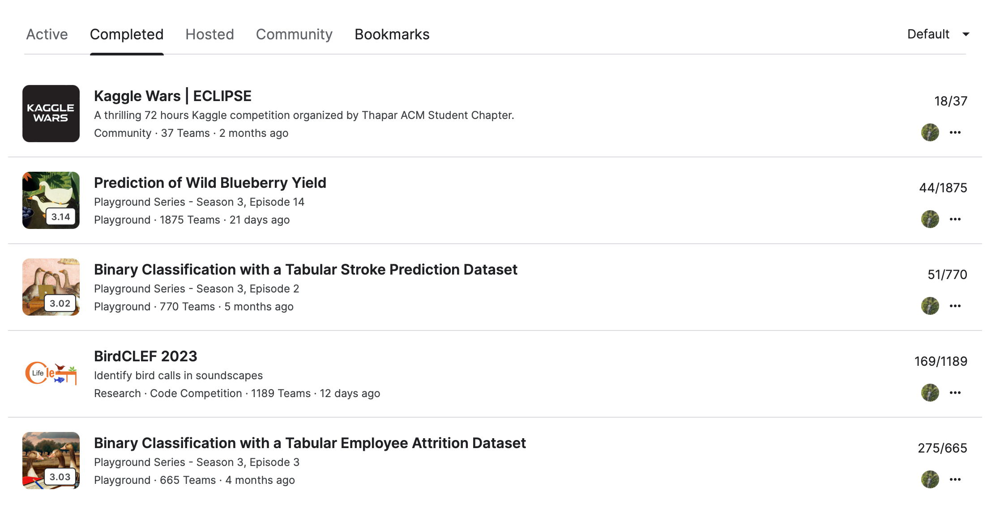 Active Completed Hosted Community Bookmarks Default
KAGGLE
WARS
Kaggle Wars | ECLIPSE
A thrilling 72 hours Kaggle competition organized by Thapar ACM Student Chapter.
Community · 37 Teams · 2 months ago
18/37
Prediction of Wild Blueberry Yield
Playground Series - Season 3, Episode 14
Playground · 1875 Teams · 21 days ago
3.14
44/1875
Binary Classification with a Tabular Stroke Prediction Dataset
Playground Series - Season 3, Episode 2
Playground · 770 Teams · 5 months ago
3.02
51/770
BirdCLEF 2023
Identify bird calls in soundscapes
Research · Code Competition · 1189 Teams · 12 days ago
Life
Clef
169/1189
Binary Classification with a Tabular Employee Attrition Dataset
Playground Series - Season 3, Episode 3
Playground · 665 Teams · 4 months ago
3.03
275/665